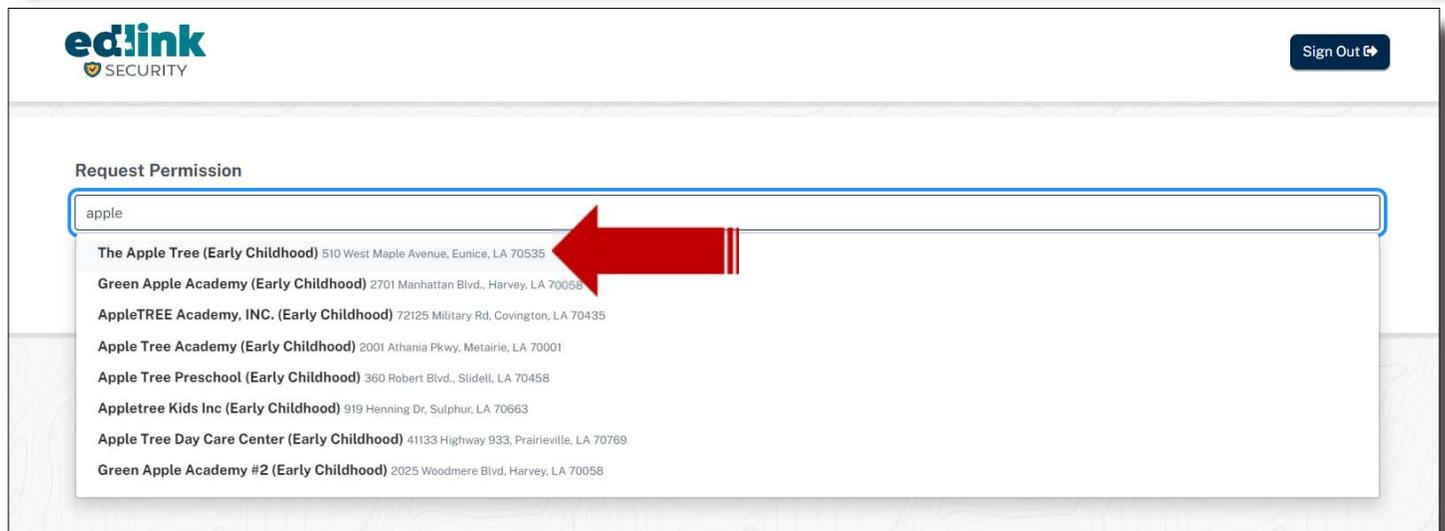 edlink
SECURITY
Sign Out
Request Permission
apple
The Apple Tree (Early Childhood) 510 West Maple Avenue, Eunice, LA 70535
Green Apple Academy (Early Childhood) 2701 Manhattan Blvd., Harvey, LA 70058
AppleTREE Academy, INC. (Early Childhood) 72125 Military Rd, Covington, LA 70435
Apple Tree Academy (Early Childhood) 2001 Athania Pkwy, Metairie, LA 70001
Apple Tree Preschool (Early Childhood) 360 Robert Blvd., Slidell, LA 70458
Appletree Kids Inc (Early Childhood) 919 Henning Dr, Sulphur, LA 70663
Apple Tree Day Care Center (Early Childhood) 41133 Highway 933, Prairieville, LA 70769
Green Apple Academy #2 (Early Childhood) 2025 Woodmere Blvd, Harvey, LA 70058